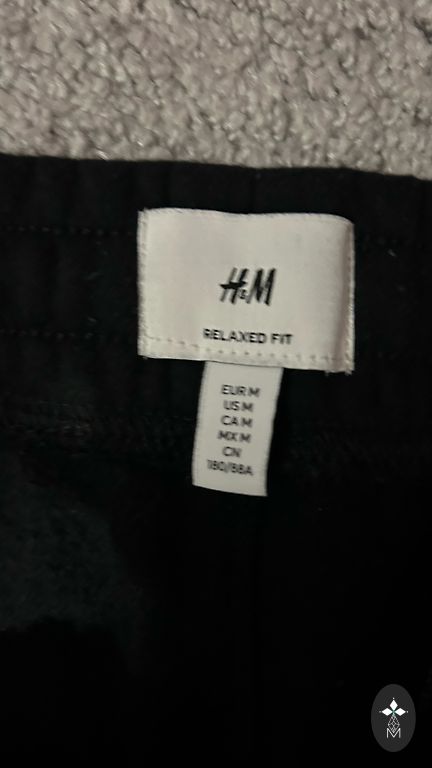 H&M
RELAXED FIT
EUR M
US M
CA M
MX M
CN
180/88A
M